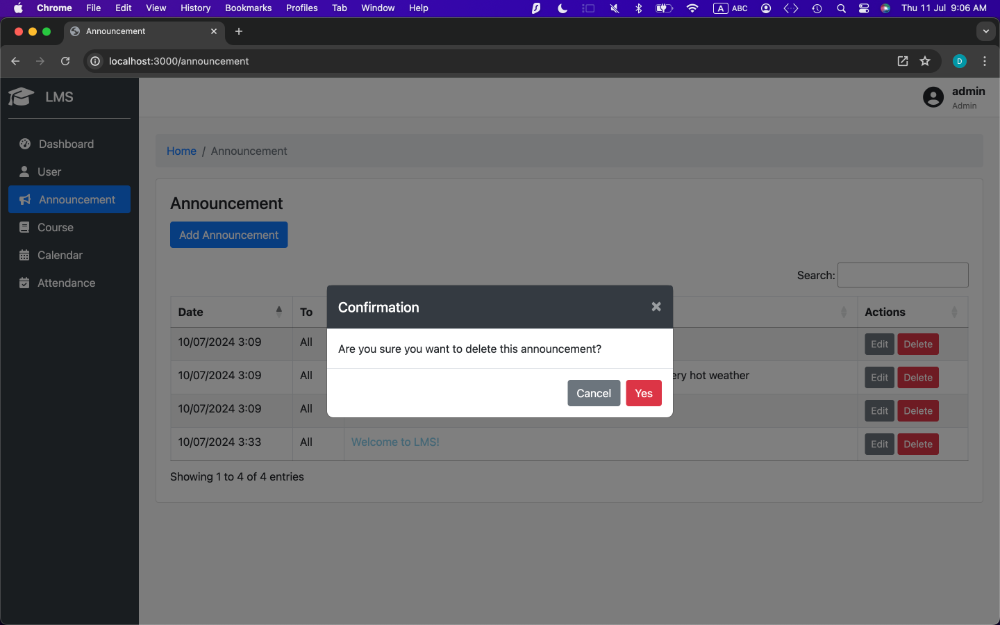 Chrome File Edit View History Bookmarks Profiles Tab Window Help A ABC Thu 11 Jul 9:06 AM
Announcement
localhost:3000/announcement
D
LMS
admin
Admin
Dashboard
User
Announcement
Course
Calendar
Attendance
Home / Announcement
Announcement
Add Announcement
Search:
Date To Actions
10/07/2024 3:09 All Edit Delete
10/07/2024 3:09 All ery hot weather Edit Delete
10/07/2024 3:09 All Edit Delete
10/07/2024 3:33 All Welcome to LMS! Edit Delete
Showing 1 to 4 of 4 entries
Confirmation
Are you sure you want to delete this announcement?
Cancel Yes